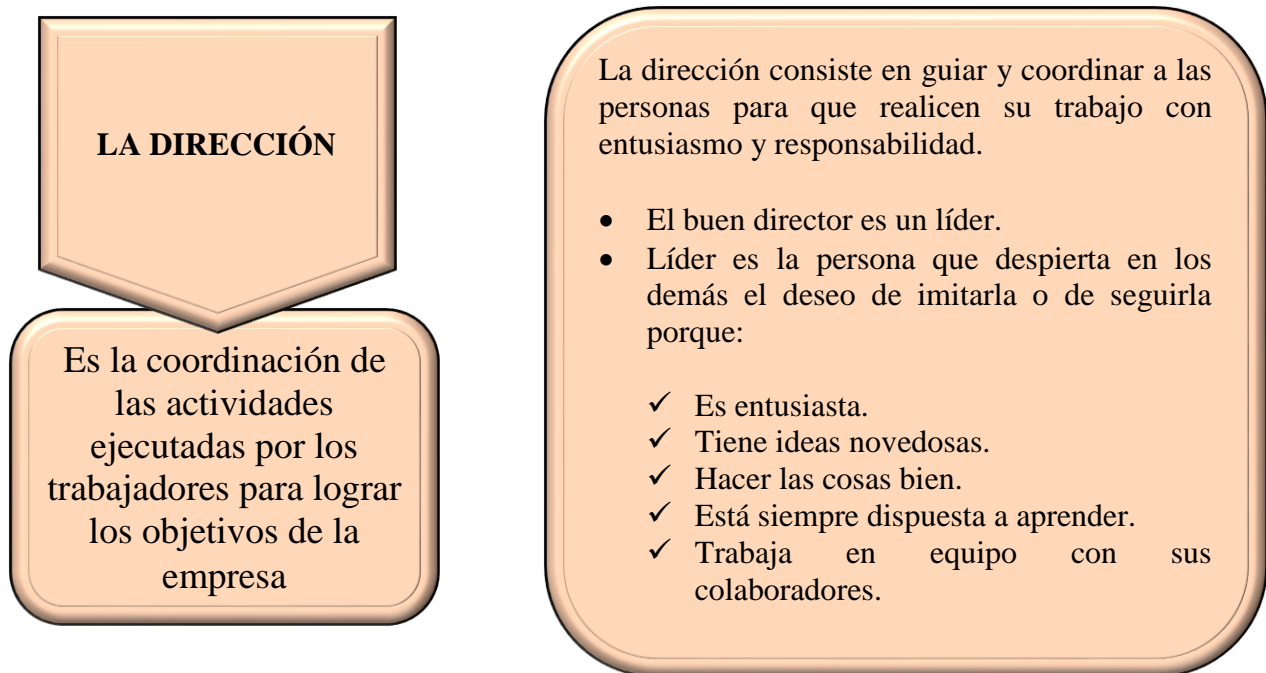 LA DIRECCIÓN
Es la coordinación de
las actividades
ejecutadas por los
trabajadores para lograr
los objetivos de la
empresa
La dirección consiste en guiar y coordinar a las
personas para que realicen su trabajo con
entusiasmo y responsabilidad.
• El buen director es un líder.
• Líder es la persona que despierta en los
demás el deseo de imitarla o de seguirla
porque:
✓ Es entusiasta.
✓ Tiene ideas novedosas.
✓ Hacer las cosas bien.
✓ Está siempre dispuesta a aprender.
✓ Trabaja en equipo con sus
colaboradores.